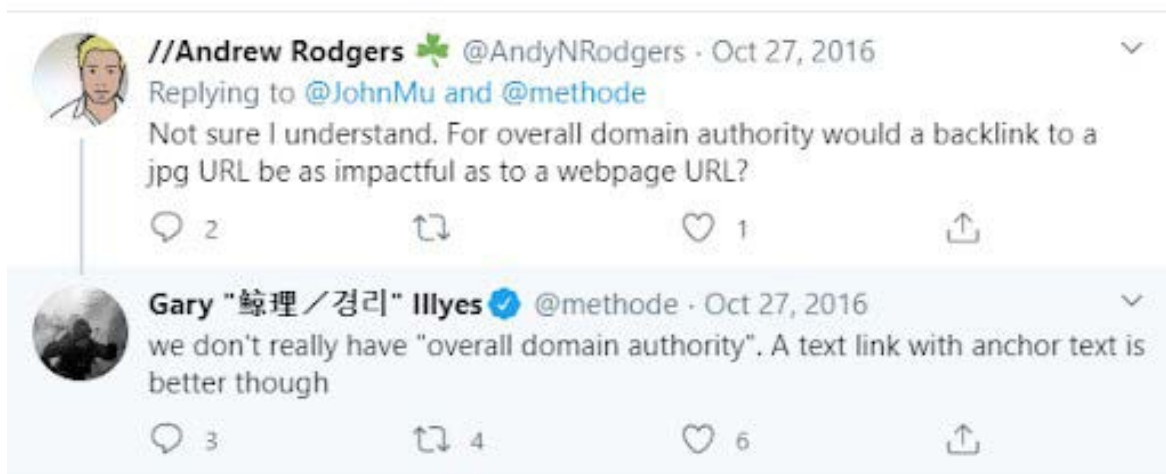 //Andrew Rodgers ☘ @AndyNRodgers · Oct 27, 2016
Replying to @JohnMu and @methode
Not sure I understand. For overall domain authority would a backlink to a
jpg URL be as impactful as to a webpage URL?
2 1
Gary "鯨理／경리" Illyes @methode · Oct 27, 2016
we don't really have "overall domain authority". A text link with anchor text is
better though
3 4 6